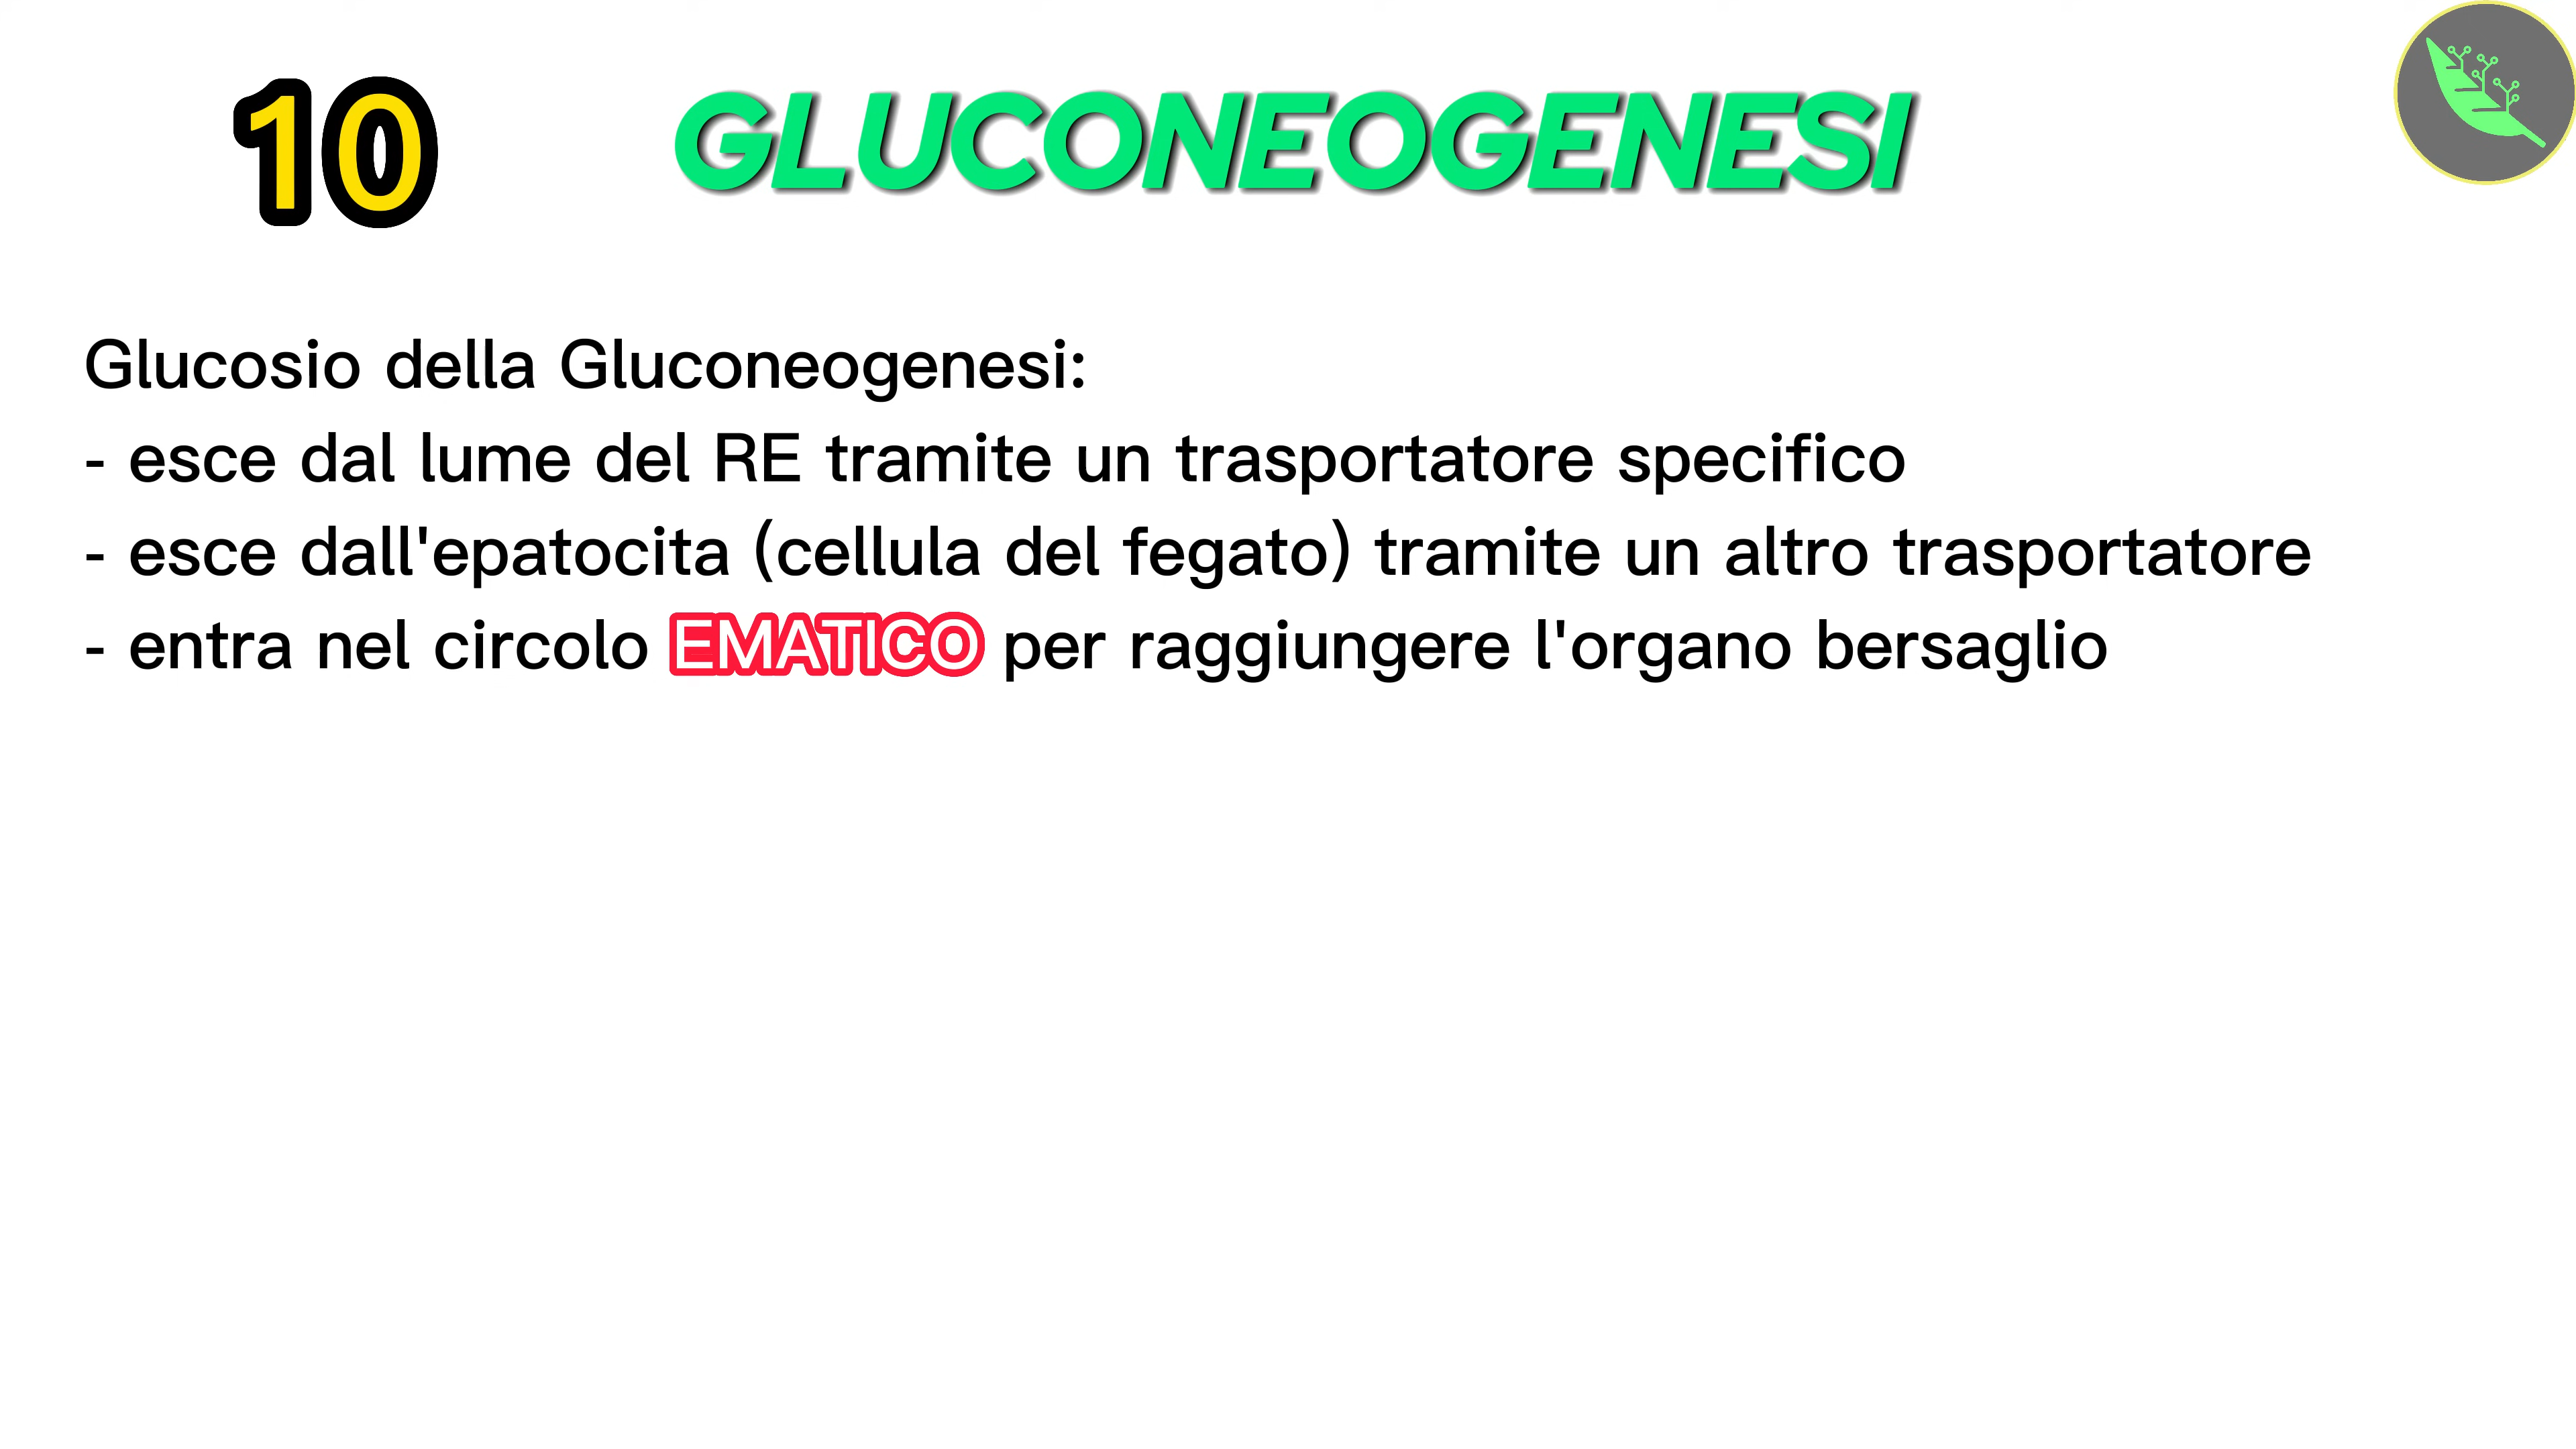 10 GLUCONEOGENESI
Glucosio della Gluconeogenesi:
- esce dal lume del RE tramite un trasportatore specifico
- esce dall'epatocita (cellula del fegato) tramite un altro trasportatore
- entra nel circolo EMATICO per raggiungere l'organo bersaglio